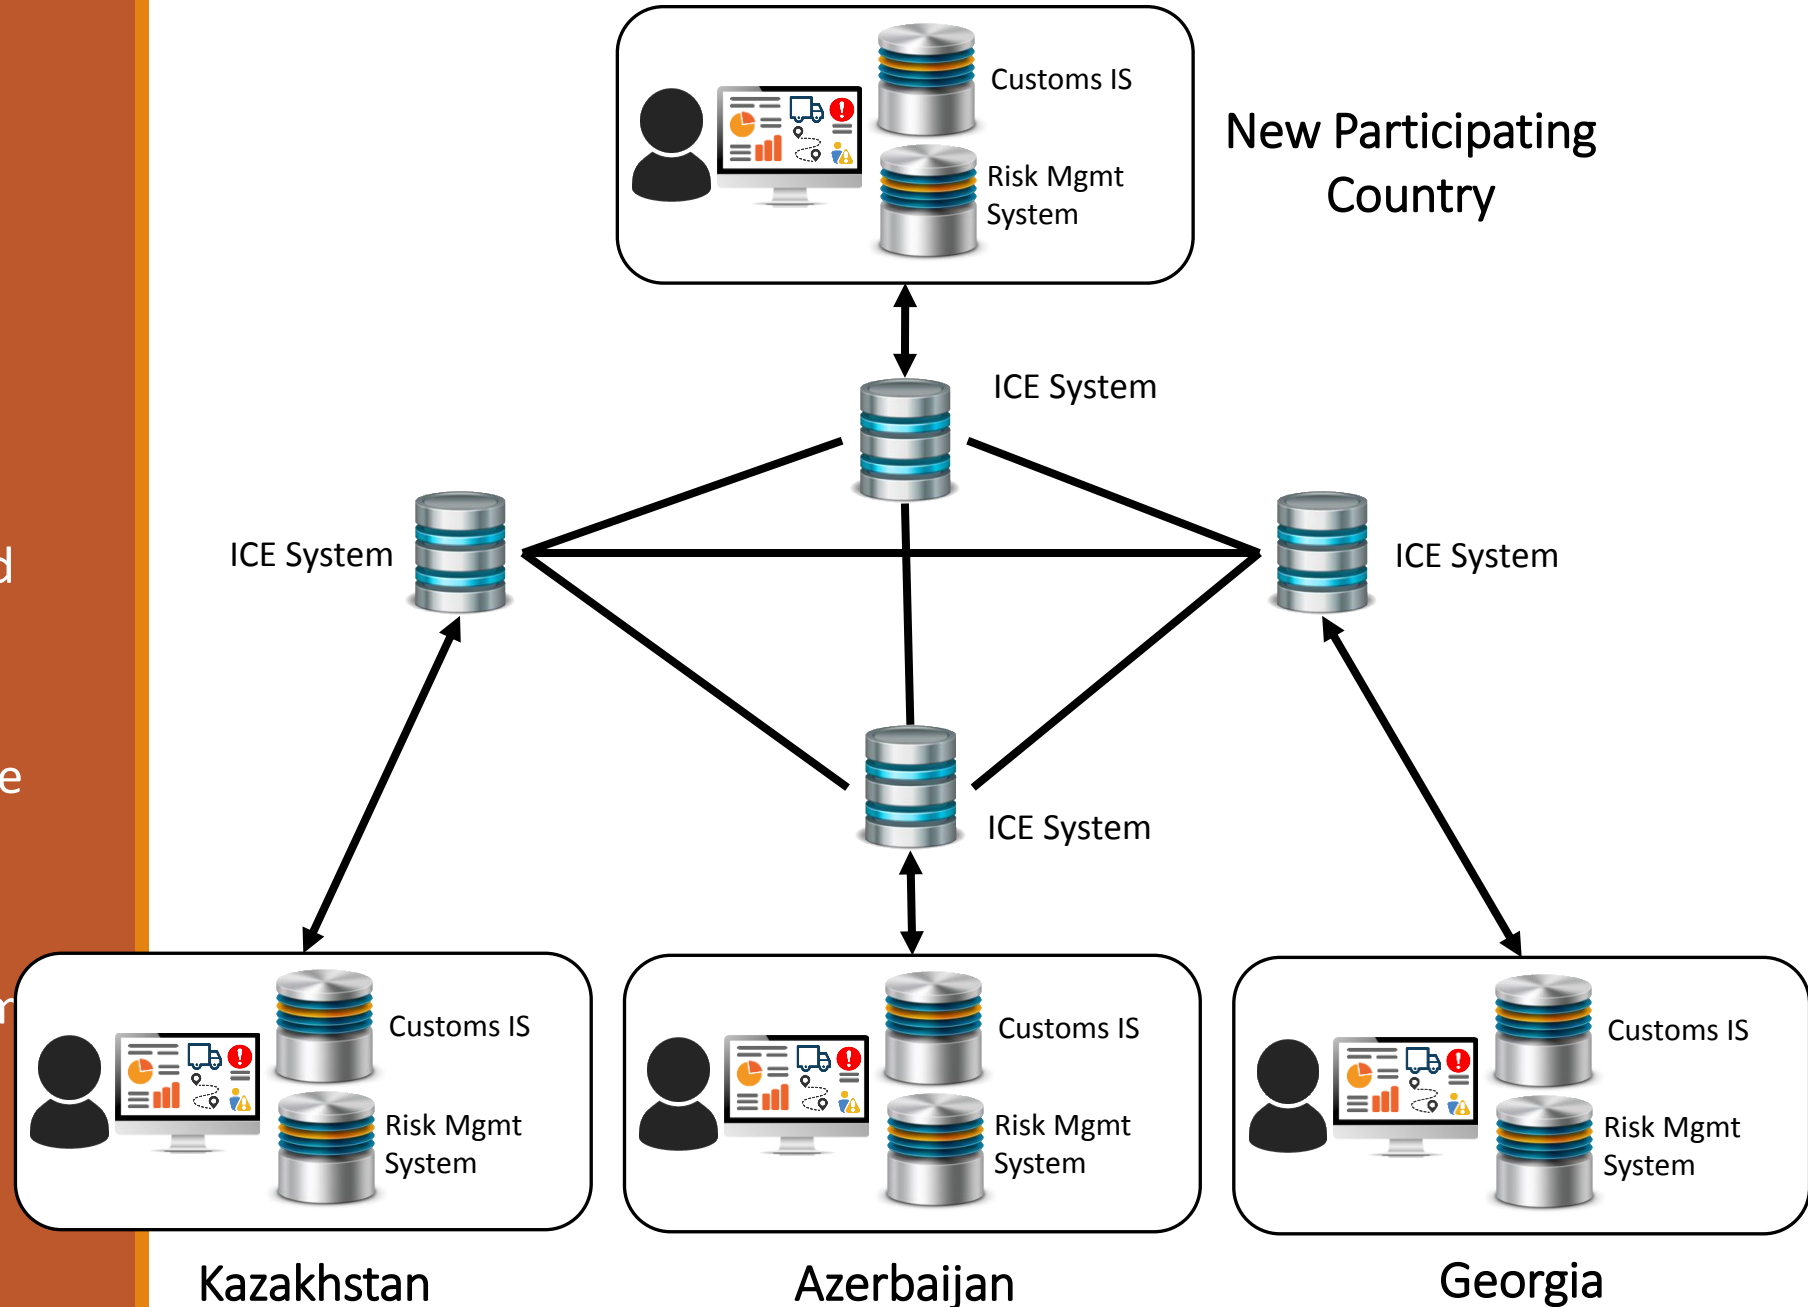 Customs IS
Risk Mgmt
System
New Participating
Country
ICE System
ICE System
ICE System
ICE System
Customs IS
Risk Mgmt
System
Customs IS
Risk Mgmt
System
Customs IS
Risk Mgmt
System
Kazakhstan
Azerbaijan
Georgia